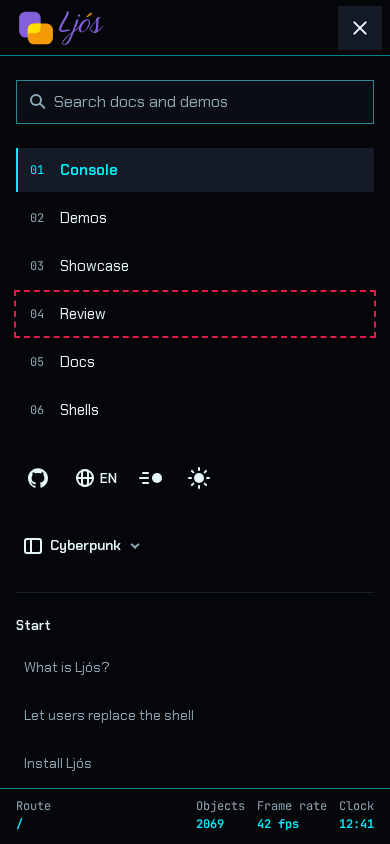 Ljós
Search docs and demos
01 Console
02 Demos
03 Showcase
04 Review
05 Docs
06 Shells
EN
Cyberpunk
Start
What is Ljós?
Let users replace the shell
Install Ljós
Route Objects Frame rate Clock
/ 2069 42 fps 12:41